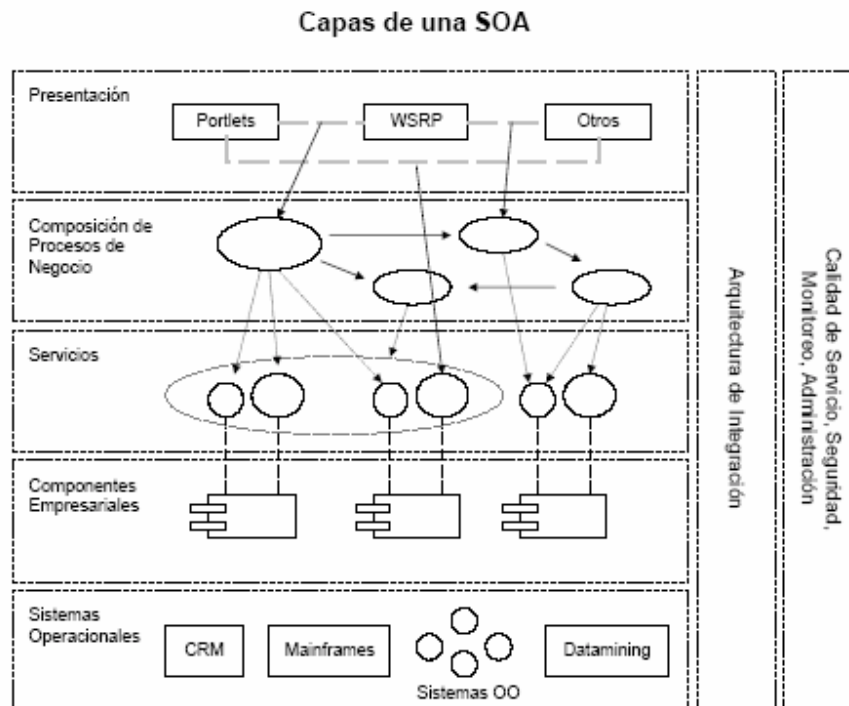 Capas de una SOA
Presentación
Portlets
WSRP
Otros
Composición de
Procesos de
Negocio
Servicios
Componentes
Empresariales
Sistemas
Operacionales
CRM
Mainframes
Sistemas OO
Datamining
Arquitectura de Integración
Calidad de Servicio, Seguridad,
Monitoreo, Administración